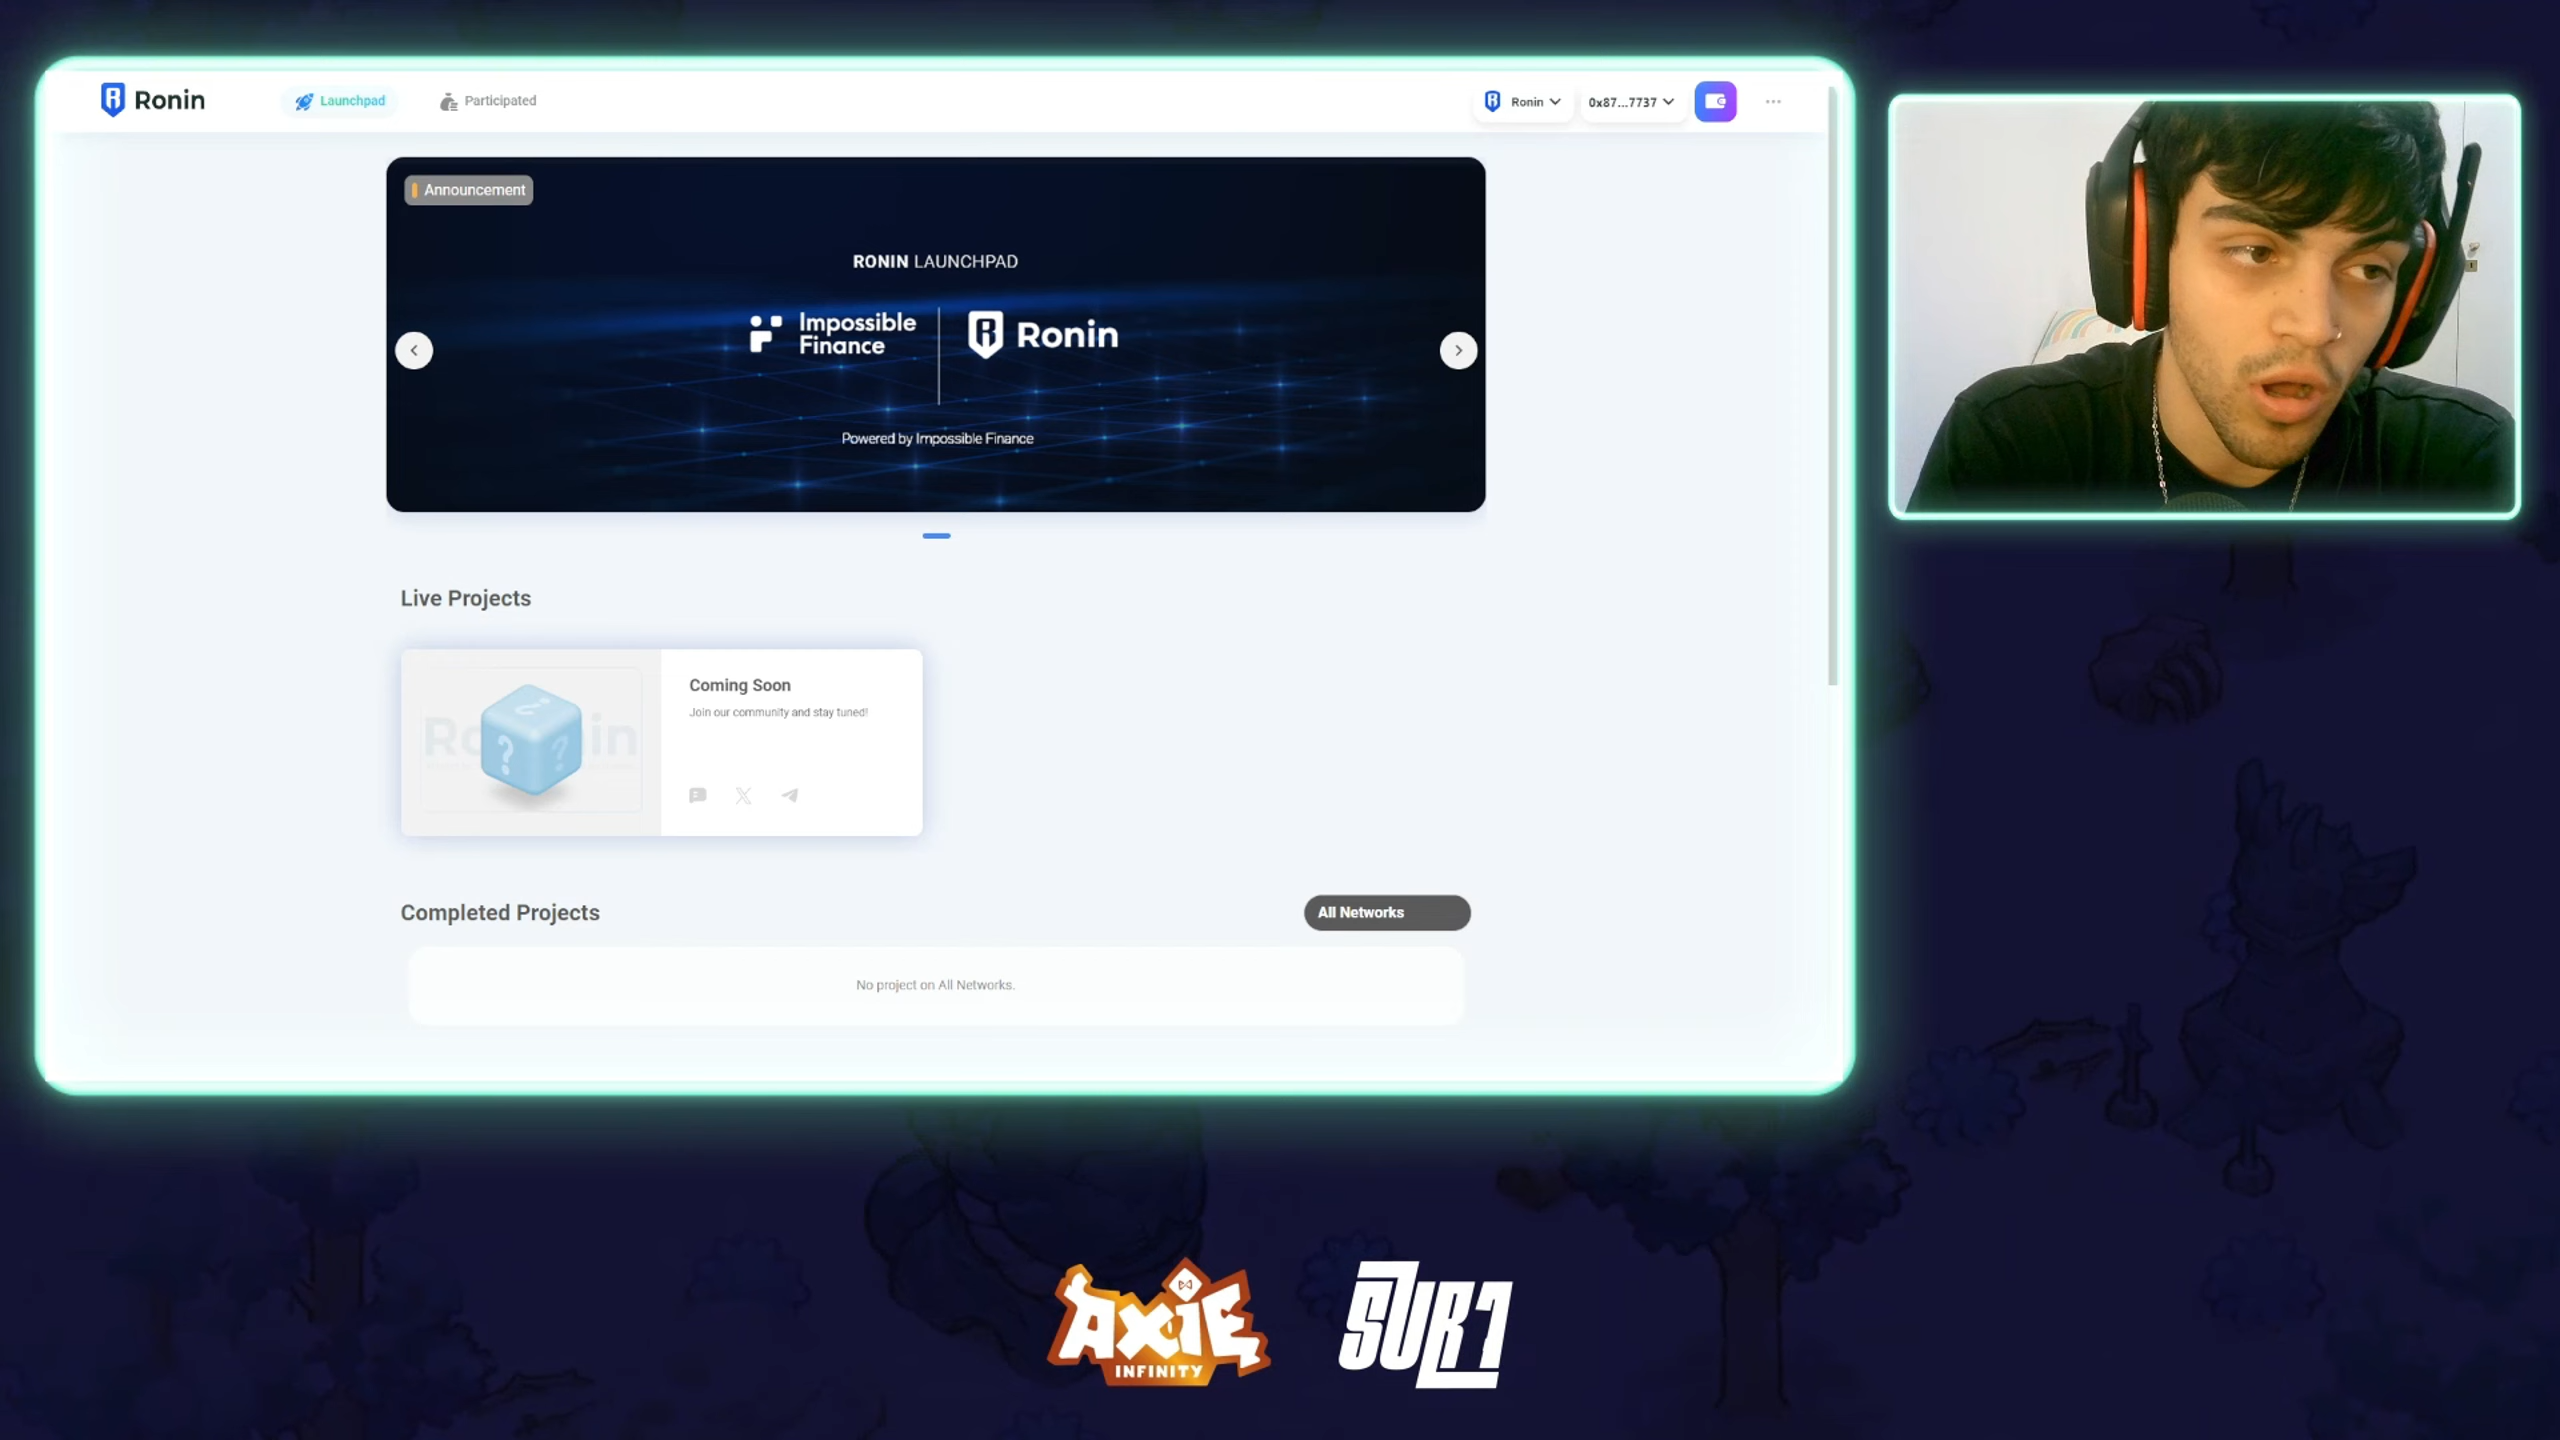 Ronin
Launchpad
Participated
Ronin
0x87...7737
Announcement
RONIN LAUNCHPAD
Impossible
Finance
Ronin
Powered by Impossible Finance
Live Projects
Coming Soon
Join our community and stay tuned!
Completed Projects
All Networks
No project on All Networks.
AXIE
INFINITY